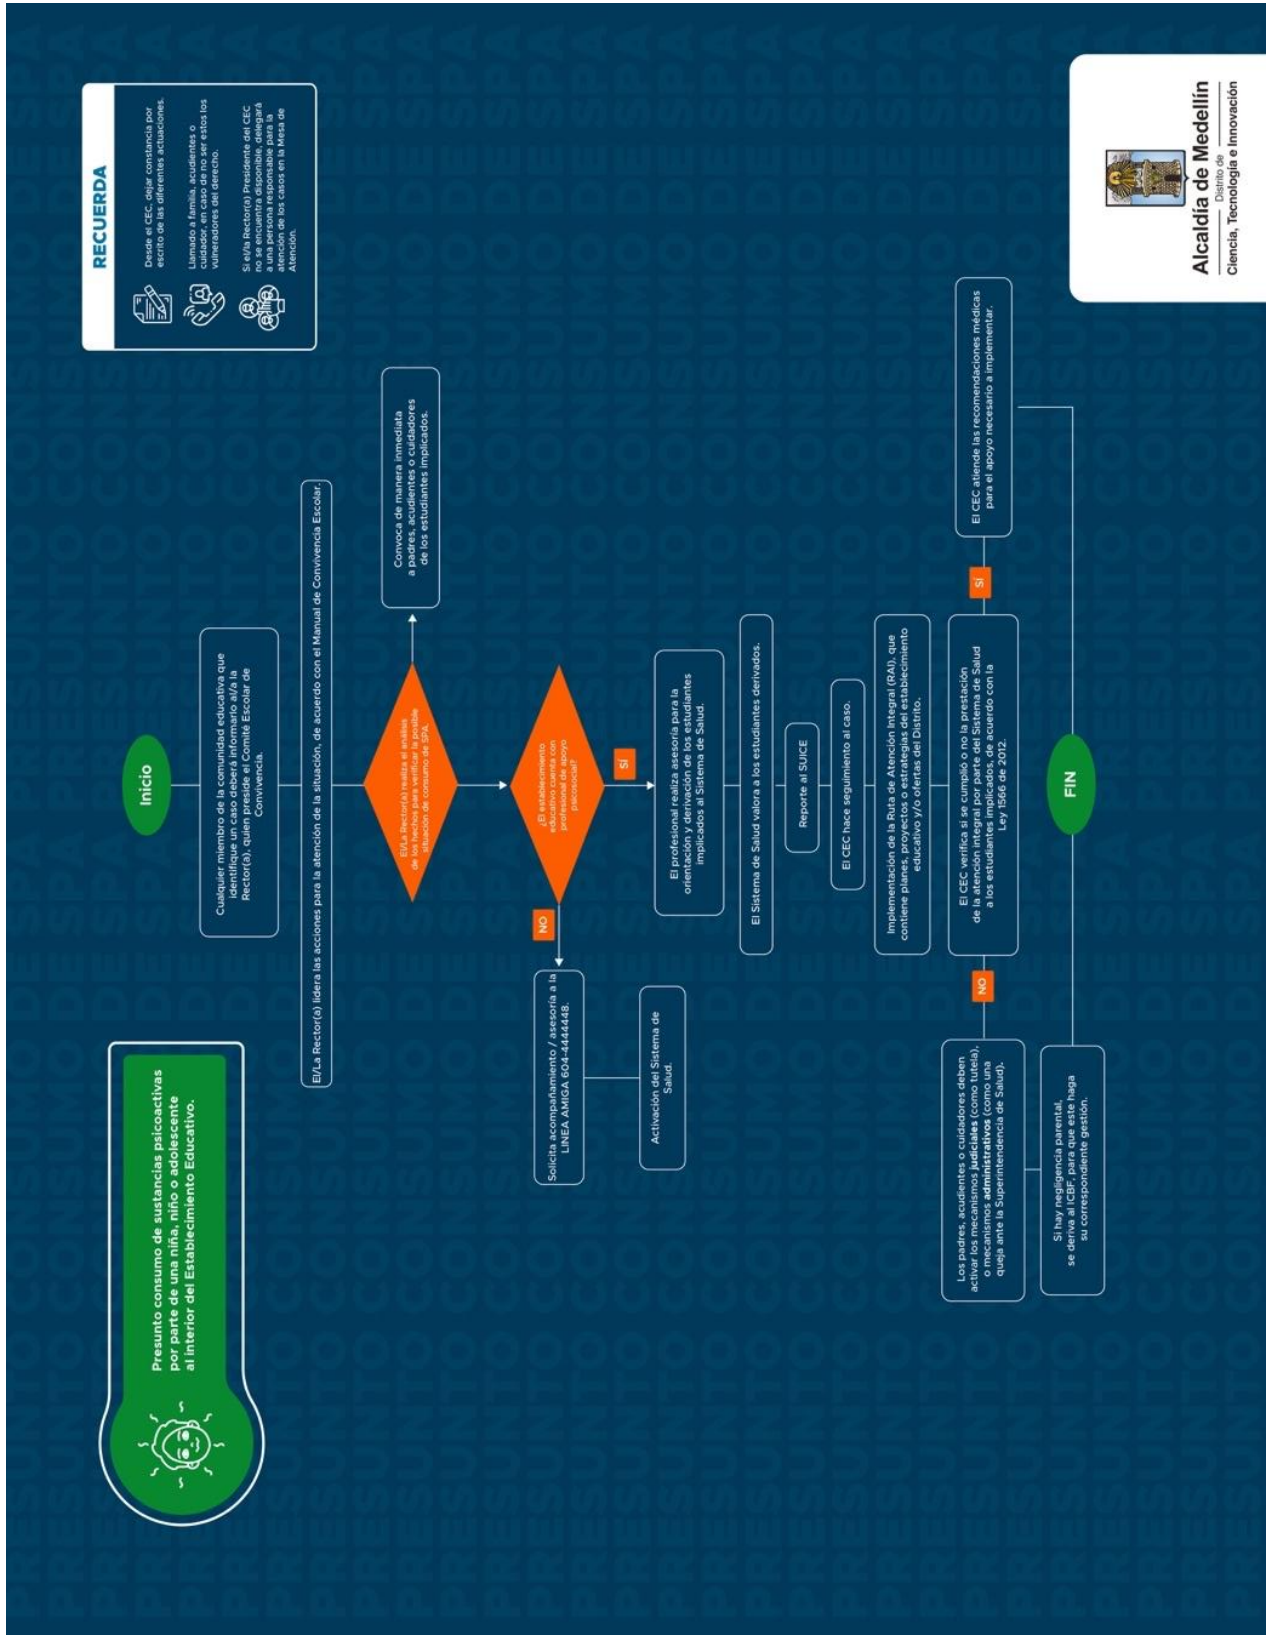 Presunto consumo de sustancias psicoactivas
por parte de una niña, niño o adolescente
al interior del Establecimiento Educativo.
RECUERDA
Desde el CEC, dejar constancia por
escrito de las diferentes actuaciones.
Llamado a familia, acudientes o
cuidador, en caso de no ser estos los
vulneradores del derecho.
Si el/la Rector(a) Presidente del CEC
no se encuentra disponible, delegará
a una persona responsable para la
atención de los casos en la Mesa de
Atención.
Inicio
Cualquier miembro de la comunidad educativa que
identifique un caso deberá informarlo al/a la
Rector(a), quien preside el Comité Escolar de
Convivencia.
El/La Rector(a) lidera las acciones para la atención de la situación, de acuerdo con el Manual de Convivencia Escolar.
El/La Rector(a) realiza el análisis
de los hechos para verificar la posible
situación de consumo de SPA.
Convoca de manera inmediata
a padres, acudientes o cuidadores
de los estudiantes implicados.
¿El establecimiento
educativo cuenta con
profesional de apoyo
psicosocial?
NO
Solicita acompañamiento / asesoría a la
LINEA AMIGA 604-4444448.
Activación del Sistema de
Salud.
SÍ
El profesional realiza asesoría para la
orientación y derivación de los estudiantes
implicados al Sistema de Salud.
El Sistema de Salud valora a los estudiantes derivados.
Reporte al SUICE
El CEC hace seguimiento al caso.
Implementación de la Ruta de Atención Integral (RAI), que
contiene planes, proyectos o estrategias del establecimiento
educativo y/o ofertas del Distrito.
El CEC verifica si se cumplió o no la prestación
de la atención integral por parte del Sistema de Salud
a los estudiantes implicados, de acuerdo con la
Ley 1566 de 2012.
NO
Los padres, acudientes o cuidadores deben
activar los mecanismos judiciales (como tutela),
o mecanismos administrativos (como una
queja ante la Superintendencia de Salud).
Si hay negligencia parental,
se deriva al ICBF, para que este haga
su correspondiente gestión.
SÍ
El CEC atiende las recomendaciones médicas
para el apoyo necesario a implementar.
FIN
Alcaldía de Medellín
Distrito de
Ciencia, Tecnología e Innovación